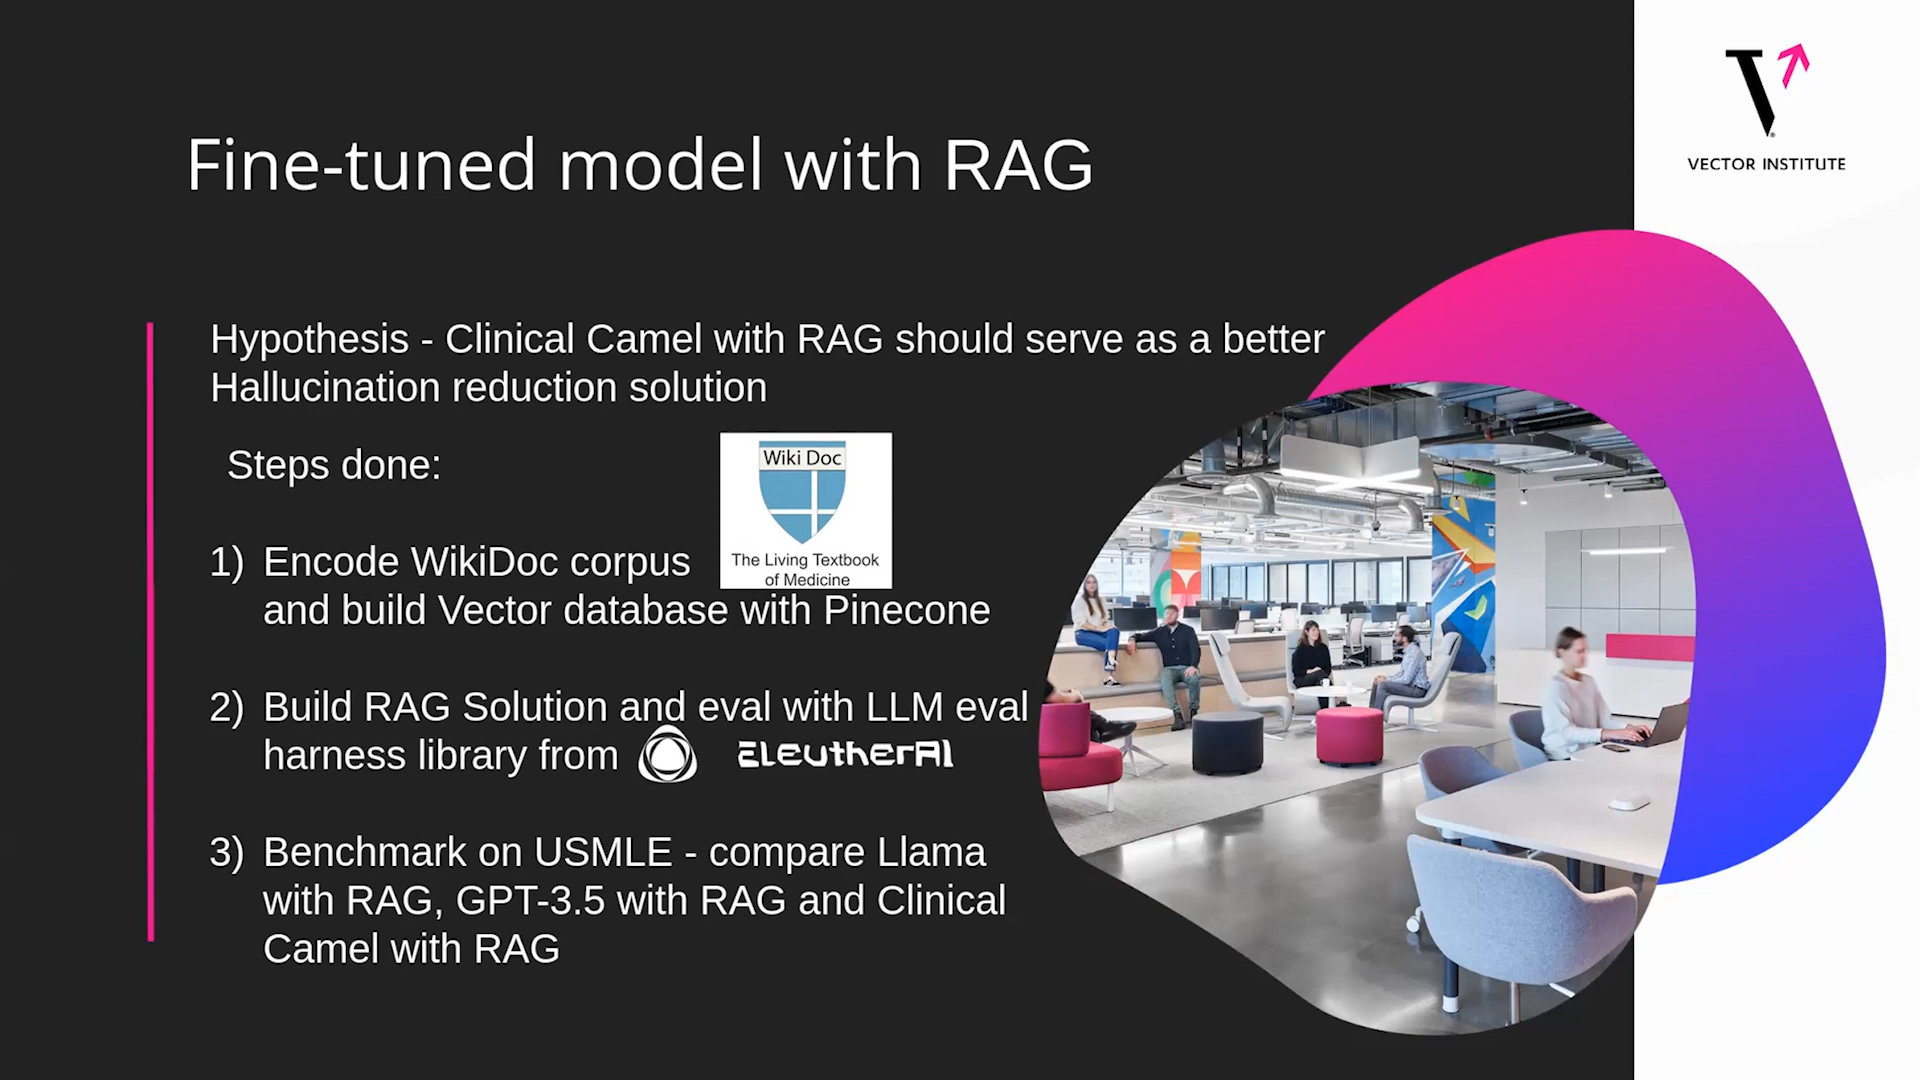 VECTOR INSTITUTE
Fine-tuned model with RAG
Hypothesis - Clinical Camel with RAG should serve as a better
Hallucination reduction solution
Steps done:
Wiki Doc
The Living Textbook
of Medicine
1) Encode WikiDoc corpus
and build Vector database with Pinecone
2) Build RAG Solution and eval with LLM eval
harness library from EleutherAI
3) Benchmark on USMLE - compare Llama
with RAG, GPT-3.5 with RAG and Clinical
Camel with RAG